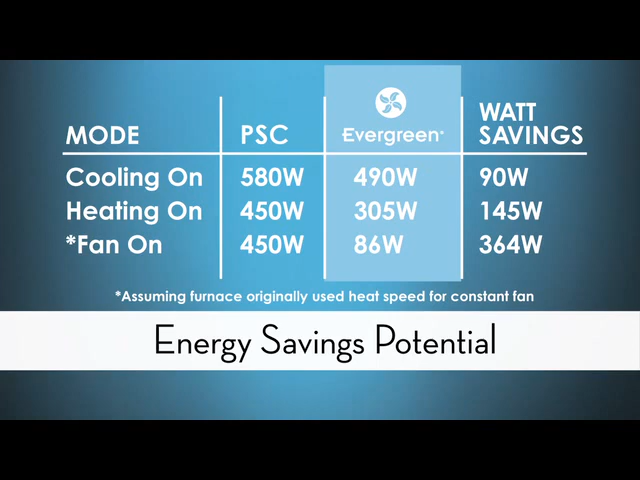 MODE PSC Evergreen WATT SAVINGS
Cooling On 580W 490W 90W
Heating On 450W 305W 145W
*Fan On 450W 86W 364W
*Assuming furnace originally used heat speed for constant fan
Energy Savings Potential